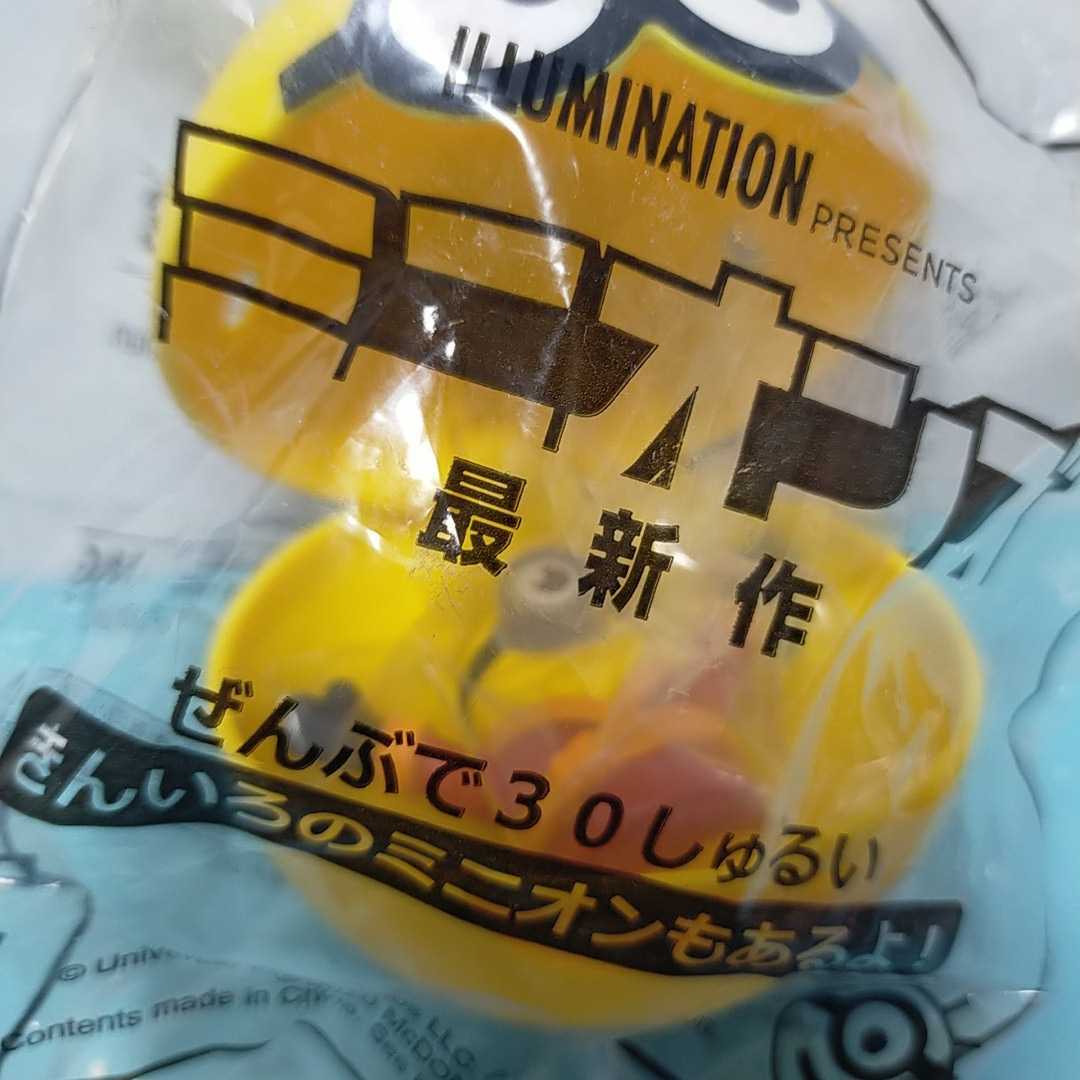 ILLUMINATION
PRESENTS
ミニオンズ
最新作
ぜんぶで30しゅるい
きんいろのミニオンもあるよ!
©
Contents made in China.